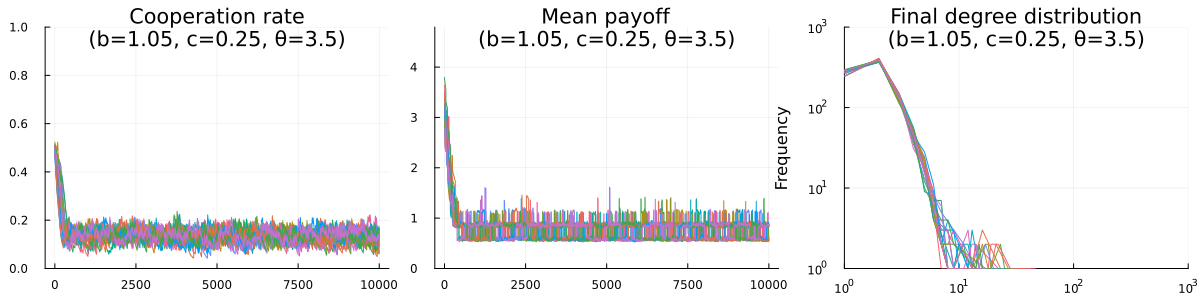 Cooperation rate
(b=1.05, c=0.25, θ=3.5)
1.0
0.8
0.6
0.4
0.2
0.0
0 2500 5000 7500 10000
Mean payoff
(b=1.05, c=0.25, θ=3.5)
4
3
2
1
0
0 2500 5000 7500 10000
Final degree distribution
(b=1.05, c=0.25, θ=3.5)
Frequency
10³
10²
10¹
10⁰
10⁰ 10¹ 10² 10³